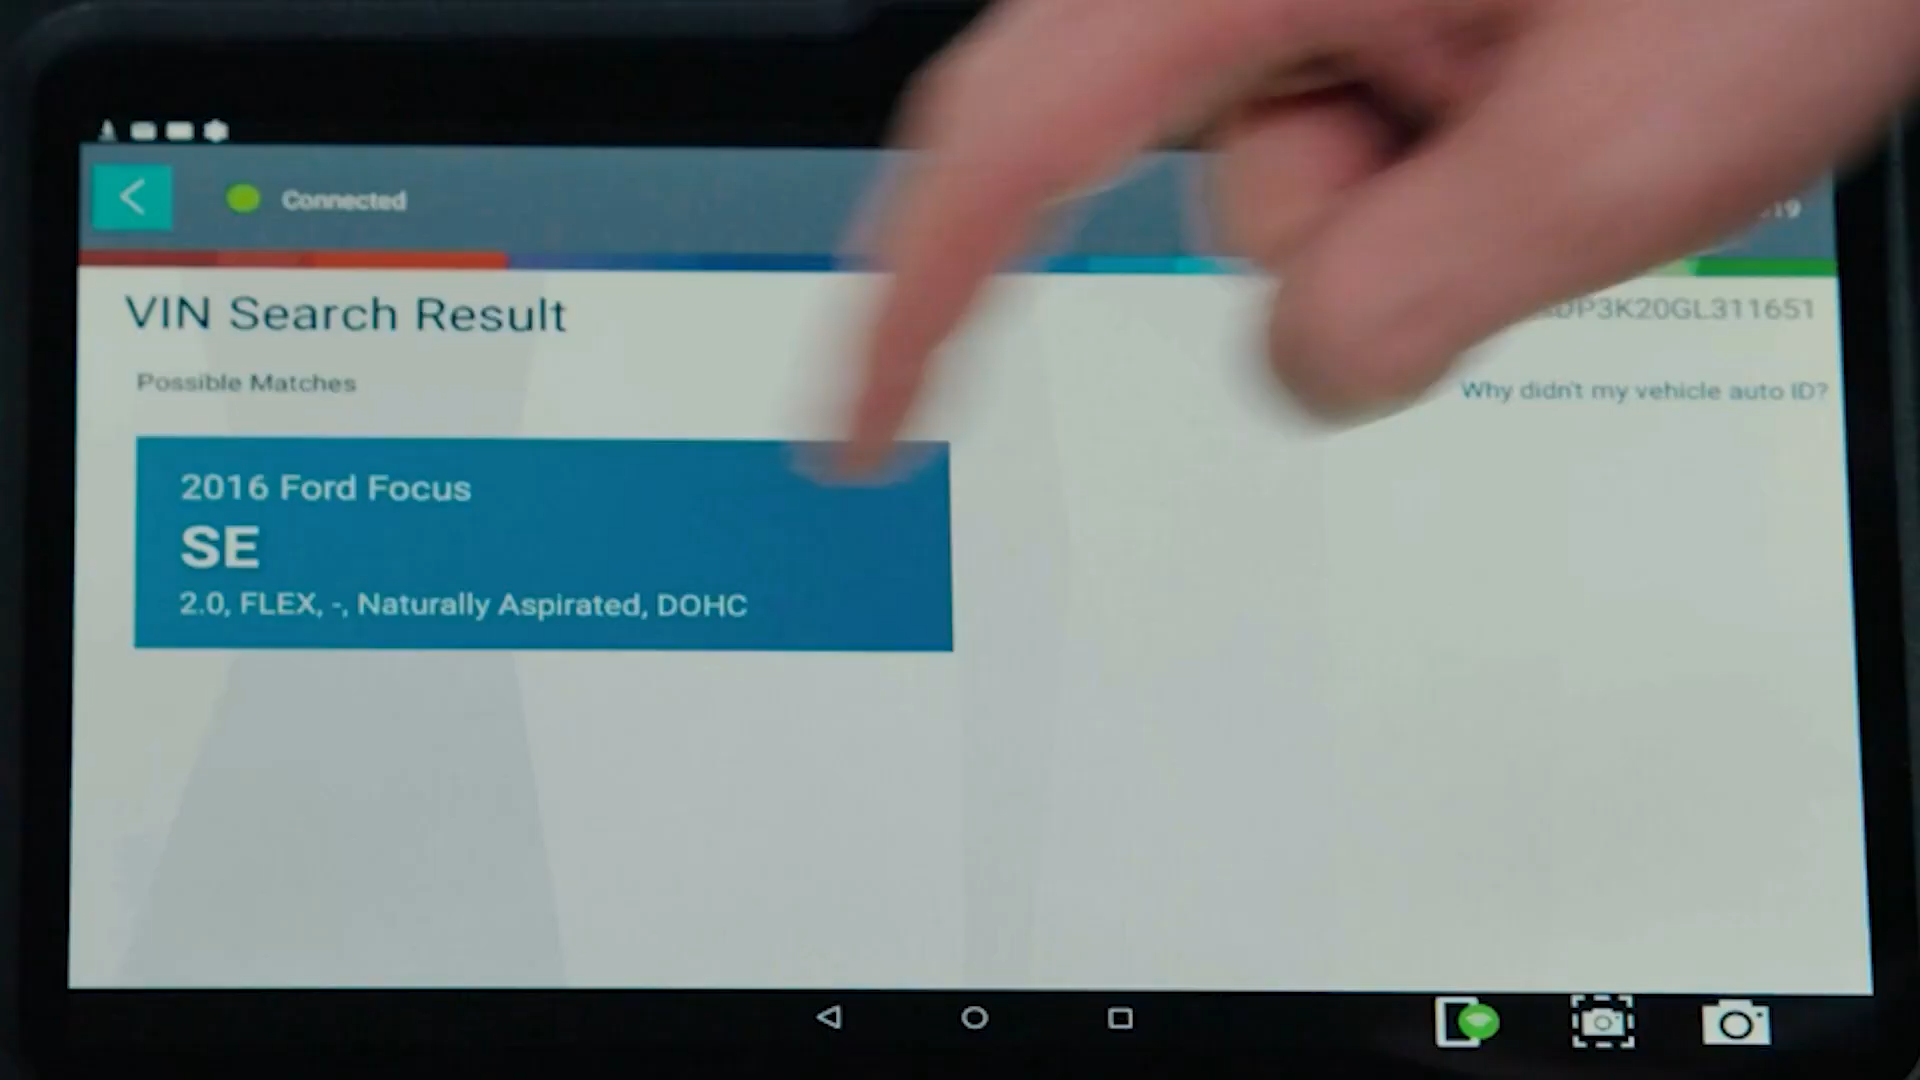 Connected
VIN Search Result
Possible Matches
Why didn't my vehicle auto ID?
2016 Ford Focus
SE
2.0, FLEX, -, Naturally Aspirated, DOHC